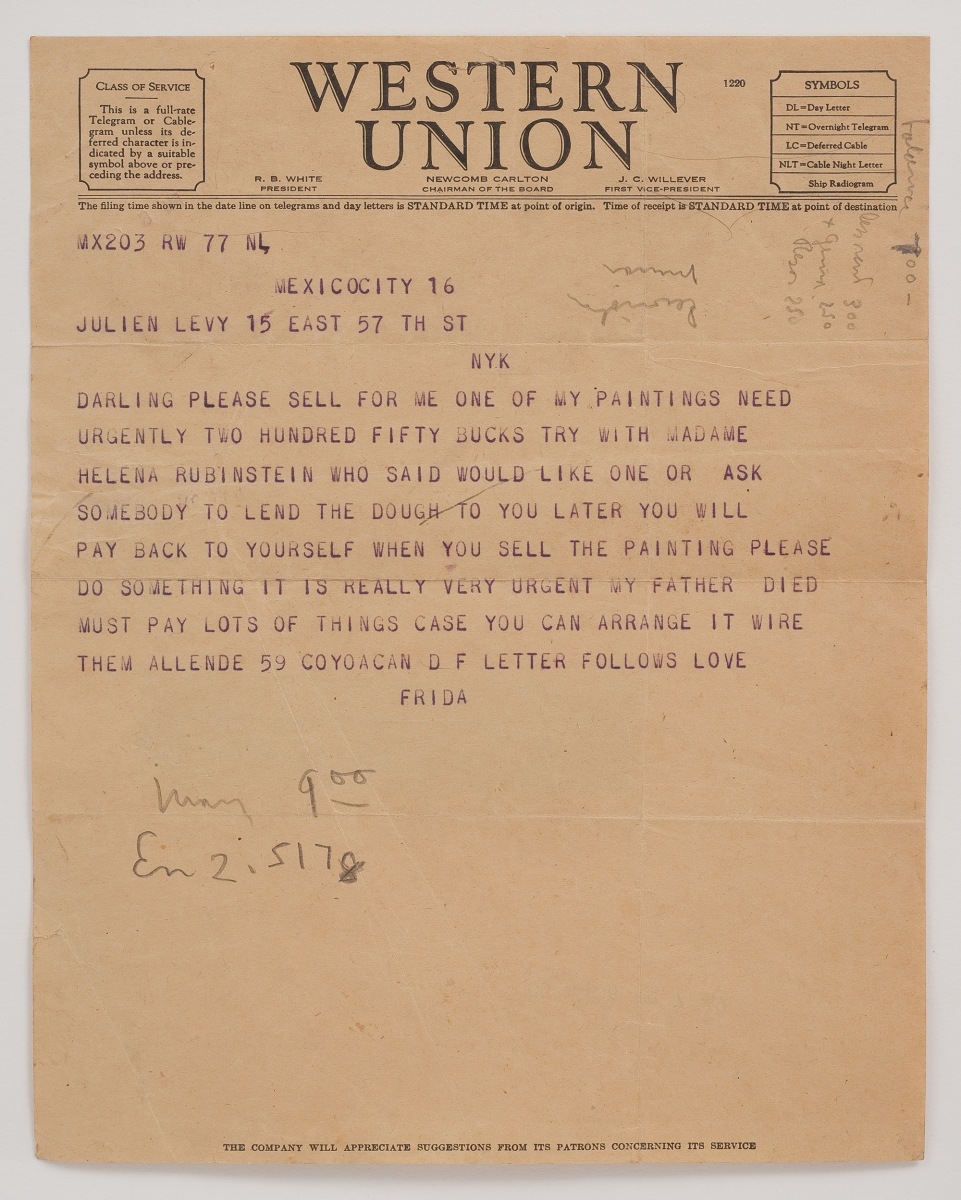 CLASS OF SERVICE
This is a full-rate
Telegram or Cable-
gram unless its de-
ferred character is in-
dicated by a suitable
symbol above or pre-
ceding the address.
WESTERN
UNION
1220
R. B. WHITE
PRESIDENT
NEWCOMB CARLTON
CHAIRMAN OF THE BOARD
J. C. WILLEVER
FIRST VICE-PRESIDENT
SYMBOLS
DL=Day Letter
NT=Overnight Telegram
LC=Deferred Cable
NLT=Cable Night Letter
Ship Radiogram
The filing time shown in the date line on telegrams and day letters is STANDARD TIME at point of origin. Time of receipt is STANDARD TIME at point of destination
MX203 RW 77 NL
MEXICOCITY 16
JULIEN LEVY 15 EAST 57 TH ST
NYK
DARLING PLEASE SELL FOR ME ONE OF MY PAINTINGS NEED
URGENTLY TWO HUNDRED FIFTY BUCKS TRY WITH MADAME
HELENA RUBINSTEIN WHO SAID WOULD LIKE ONE OR ASK
SOMEBODY TO LEND THE DOUGH TO YOU LATER YOU WILL
PAY BACK TO YOURSELF WHEN YOU SELL THE PAINTING PLEASE
DO SOMETHING IT IS REALLY VERY URGENT MY FATHER DIED
MUST PAY LOTS OF THINGS CASE YOU CAN ARRANGE IT WIRE
THEM ALLENDE 59 COYOACAN D F LETTER FOLLOWS LOVE
FRIDA
9 00
En 2.5178
300
250
250
THE COMPANY WILL APPRECIATE SUGGESTIONS FROM ITS PATRONS CONCERNING ITS SERVICE